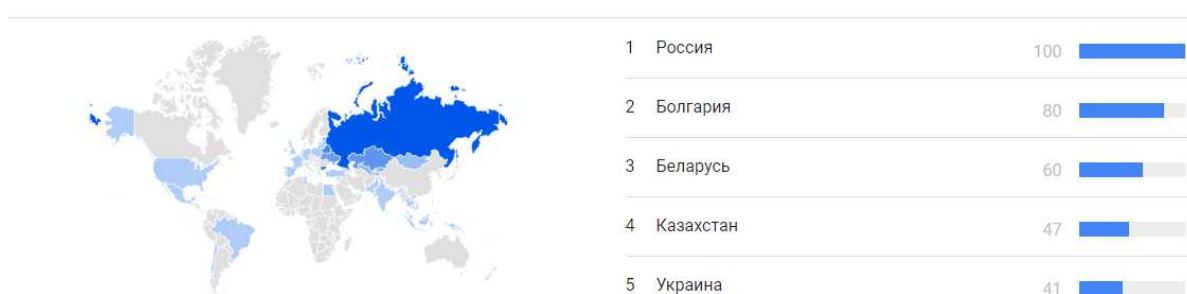 1 Россия 100
2 Болгария 80
3 Беларусь 60
4 Казахстан 47
5 Украина 41